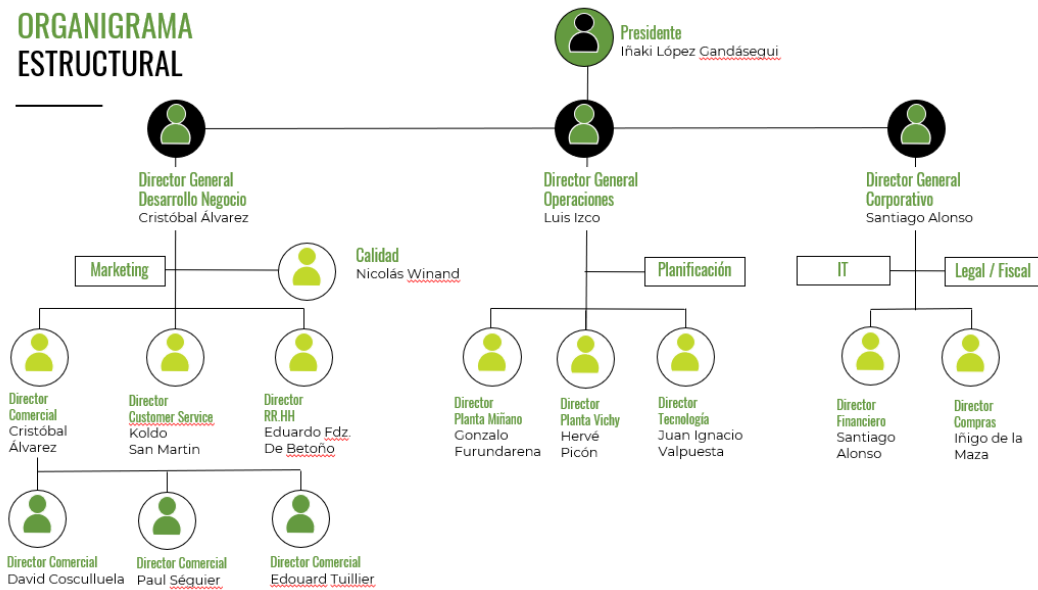 ORGANIGRAMA
ESTRUCTURAL
Presidente
Iñaki López Gandásegui
Director General
Desarrollo Negocio
Cristóbal Álvarez
Director General
Operaciones
Luis Izco
Director General
Corporativo
Santiago Alonso
Marketing
Calidad
Nicolás Winand
Planificación
IT
Legal / Fiscal
Director
Comercial
Cristóbal
Álvarez
Director
Customer Service
Koldo
San Martin
Director
RR.HH
Eduardo Fdz.
De Betoño
Director
Planta Miñano
Gonzalo
Furundarena
Director
Planta Vichy
Hervé
Picón
Director
Tecnología
Juan Ignacio
Valpuesta
Director
Financiero
Santiago
Alonso
Director
Compras
Iñigo de la
Maza
Director Comercial
David Cosculluela
Director Comercial
Paul Séguier
Director Comercial
Edouard Tuillier